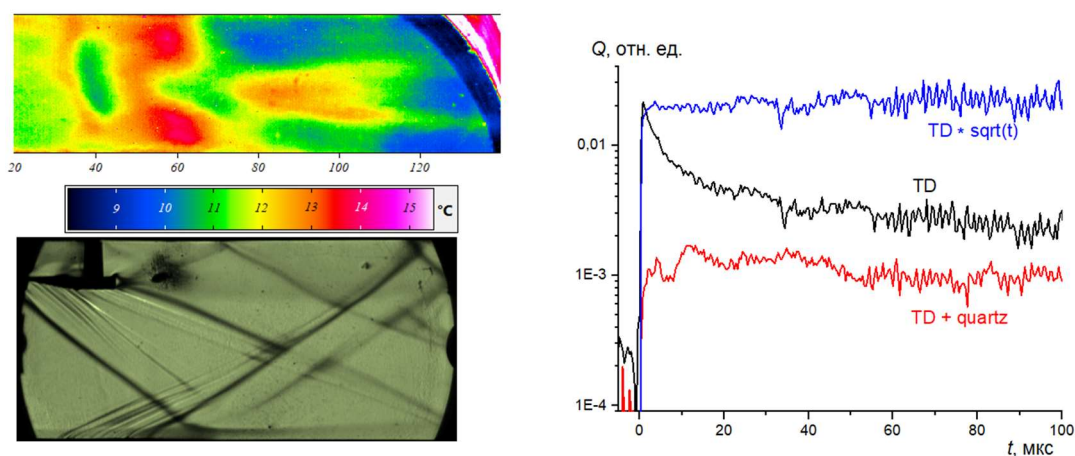 20 40 60 80 100 120
9 10 11 12 13 14 15 °C
Q, отн. ед.
0,01
1E-3
1E-4
TD * sqrt(t)
TD
TD + quartz
0 20 40 60 80 100
t, мкс